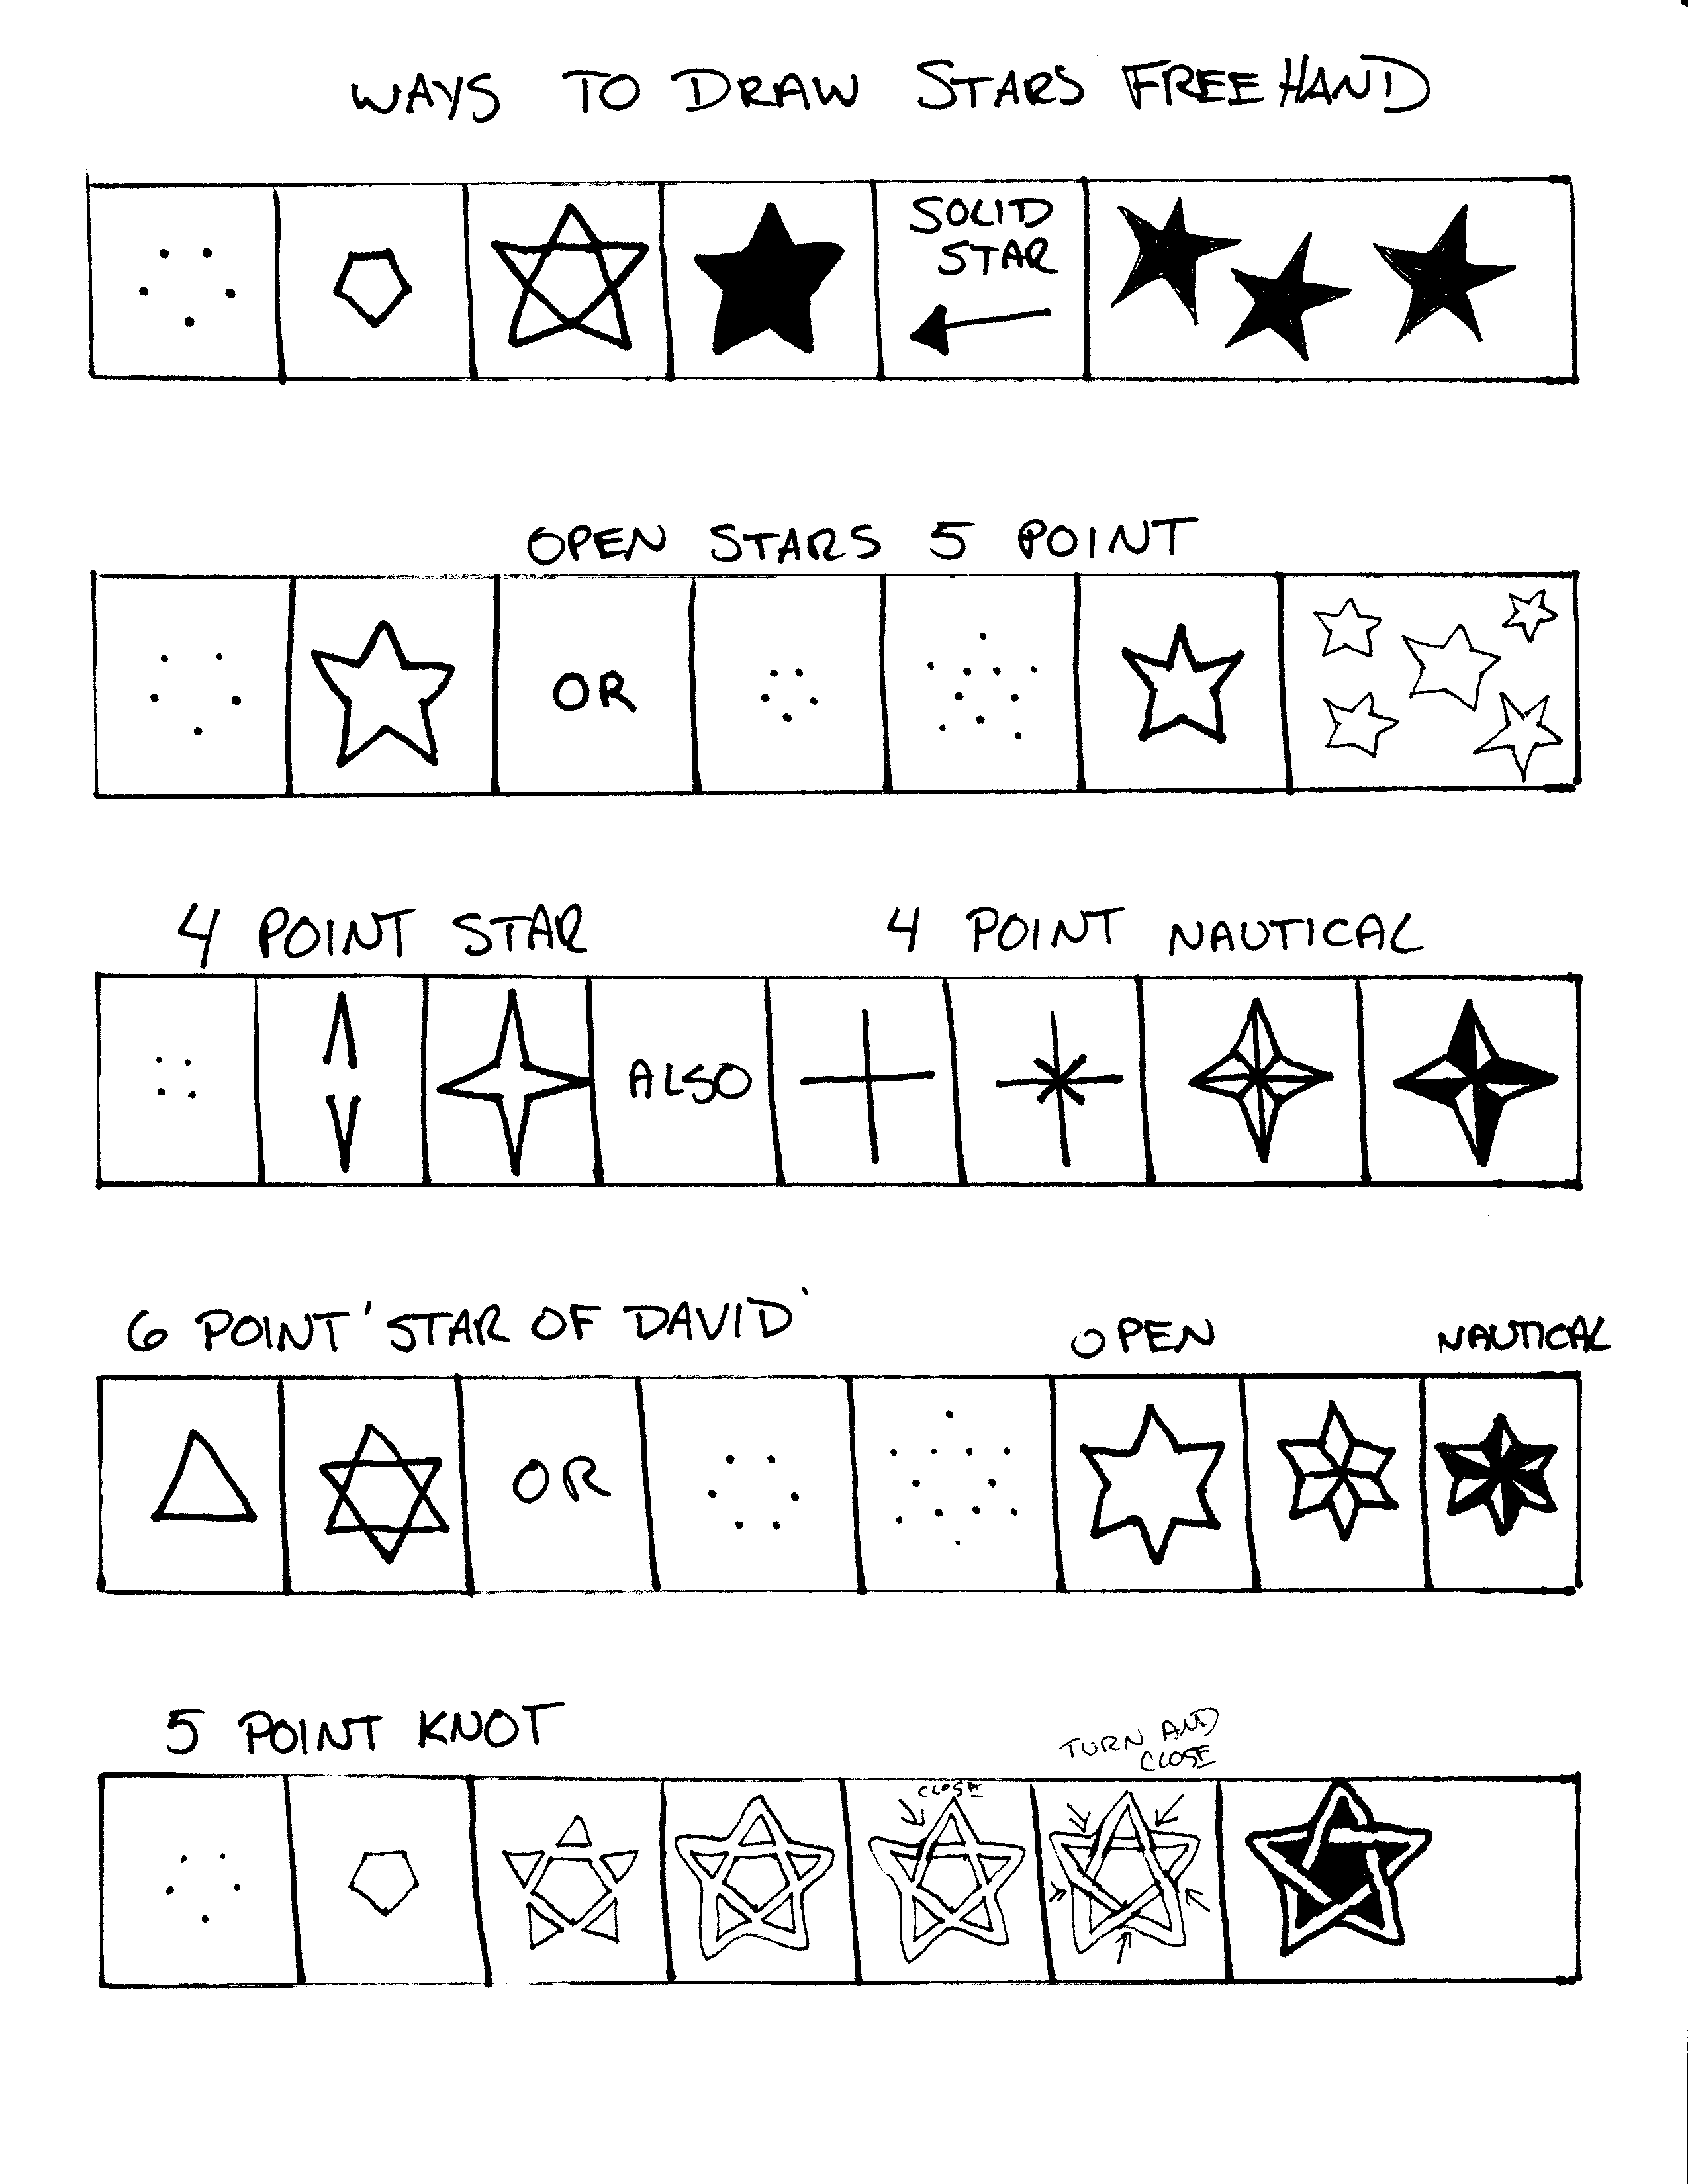 WAYS TO DRAW STARS FREE HAND
SOLID
STAR
OPEN STARS 5 POINT
OR
4 POINT STAR
4 POINT NAUTICAL
ALSO
6 POINT 'STAR OF DAVID'
OPEN
NAUTICAL
OR
5 POINT KNOT
TURN AND
CLOSE
CLOSE